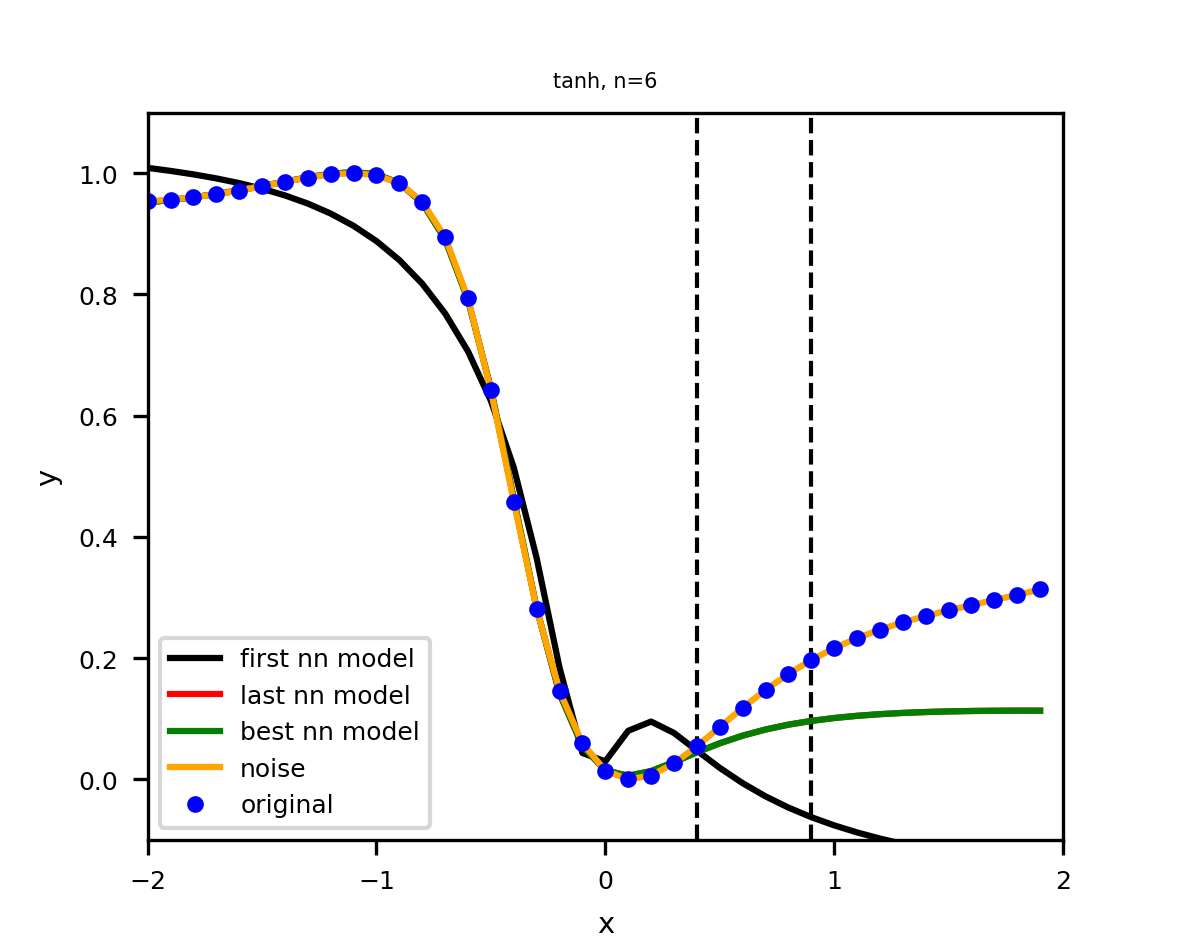 tanh, n=6
1.0
0.8
0.6
0.4
0.2
0.0
y
first nn model
last nn model
best nn model
noise
original
−2
−1
0
1
2
x